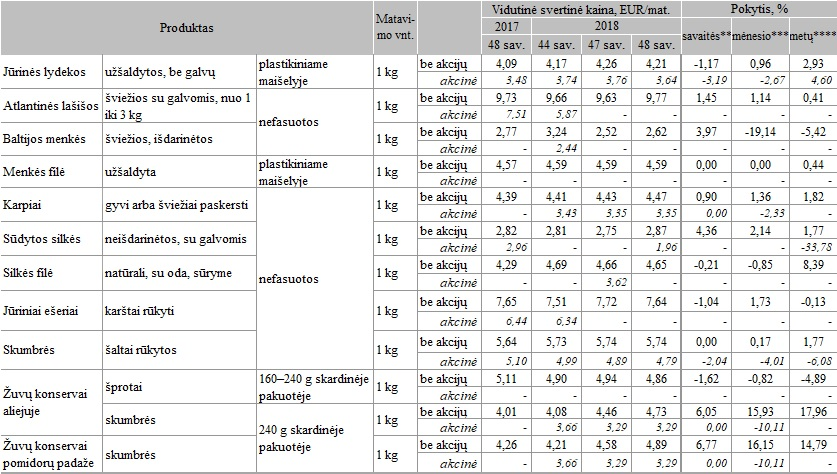 Produktas Matavimo vnt. Vidutinė svertinė kaina, EUR/mat. Pokytis, %
2017 2018 savaitės** mėnesio*** metų****
48 sav. 44 sav. 47 sav. 48 sav.
Jūrinės lydekos užšaldytos, be galvų plastikiniame maišelyje 1 kg be akcijų 4,09 4,17 4,26 4,21 -1,17 0,96 2,93
akcinė 3,48 3,74 3,76 3,64 -3,19 -2,67 4,60
Atlantinės lašišos šviežios su galvomis, nuo 1 iki 3 kg nefasuotos 1 kg be akcijų 9,73 9,66 9,63 9,77 1,45 1,14 0,41
akcinė 7,51 5,87 - - - - -
Baltijos menkės šviežios, išdarinėtos 1 kg be akcijų 2,77 3,24 2,52 2,62 3,97 -19,14 -5,42
akcinė - 2,44 - - - - -
Menkės filė užšaldyta plastikiniame maišelyje 1 kg be akcijų 4,57 4,59 4,59 4,59 0,00 0,00 0,44
akcinė - - - - - - -
Karpiai gyvi arba šviežiai paskersti nefasuotos 1 kg be akcijų 4,39 4,41 4,43 4,47 0,90 1,36 1,82
akcinė - 3,43 3,35 3,35 0,00 -2,33 -
Sūdytos silkės neišdarinėtos, su galvomis 1 kg be akcijų 2,82 2,81 2,75 2,87 4,36 2,14 1,77
akcinė 2,96 - - 1,96 - - -33,78
Silkės filė natūrali, su oda, sūryme 1 kg be akcijų 4,29 4,69 4,66 4,65 -0,21 -0,85 8,39
akcinė - - 3,62 - - - -
Jūriniai ešeriai karštai rūkyti 1 kg be akcijų 7,65 7,51 7,72 7,64 -1,04 1,73 -0,13
akcinė 6,44 6,34 - - - - -
Skumbrės šaltai rūkytos 1 kg be akcijų 5,64 5,73 5,74 5,74 0,00 0,17 1,77
akcinė 5,10 4,99 4,89 4,79 -2,04 -4,01 -6,08
Žuvų konservai aliejuje šprotai 160–240 g skardinėje pakuotėje 1 kg be akcijų 5,11 4,90 4,94 4,86 -1,62 -0,82 -4,89
akcinė - - - - - - -
skumbrės 240 g skardinėje pakuotėje 1 kg be akcijų 4,01 4,08 4,46 4,73 6,05 15,93 17,96
akcinė - 3,66 3,29 3,29 0,00 -10,11 -
Žuvų konservai pomidorų padaže skumbrės 1 kg be akcijų 4,26 4,21 4,58 4,89 6,77 16,15 14,79
akcinė - 3,66 3,29 3,29 0,00 -10,11 -